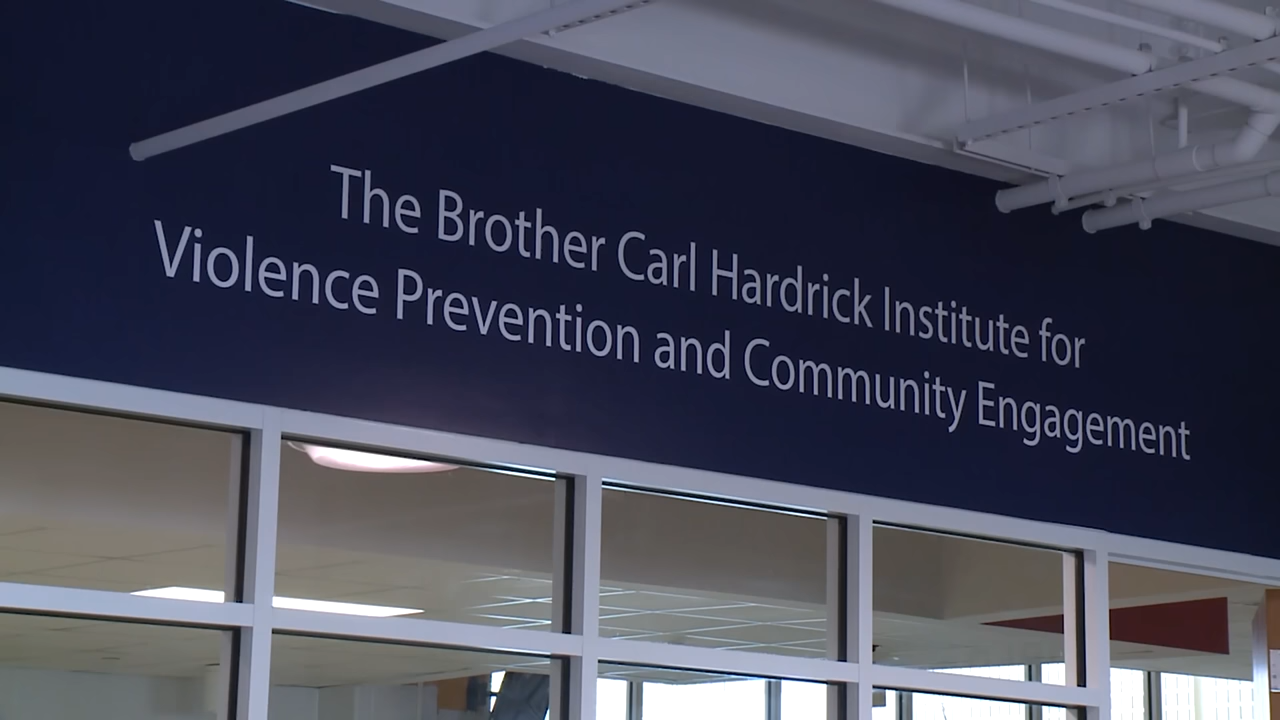 The Brother Carl Hardrick Institute for
Violence Prevention and Community Engagement